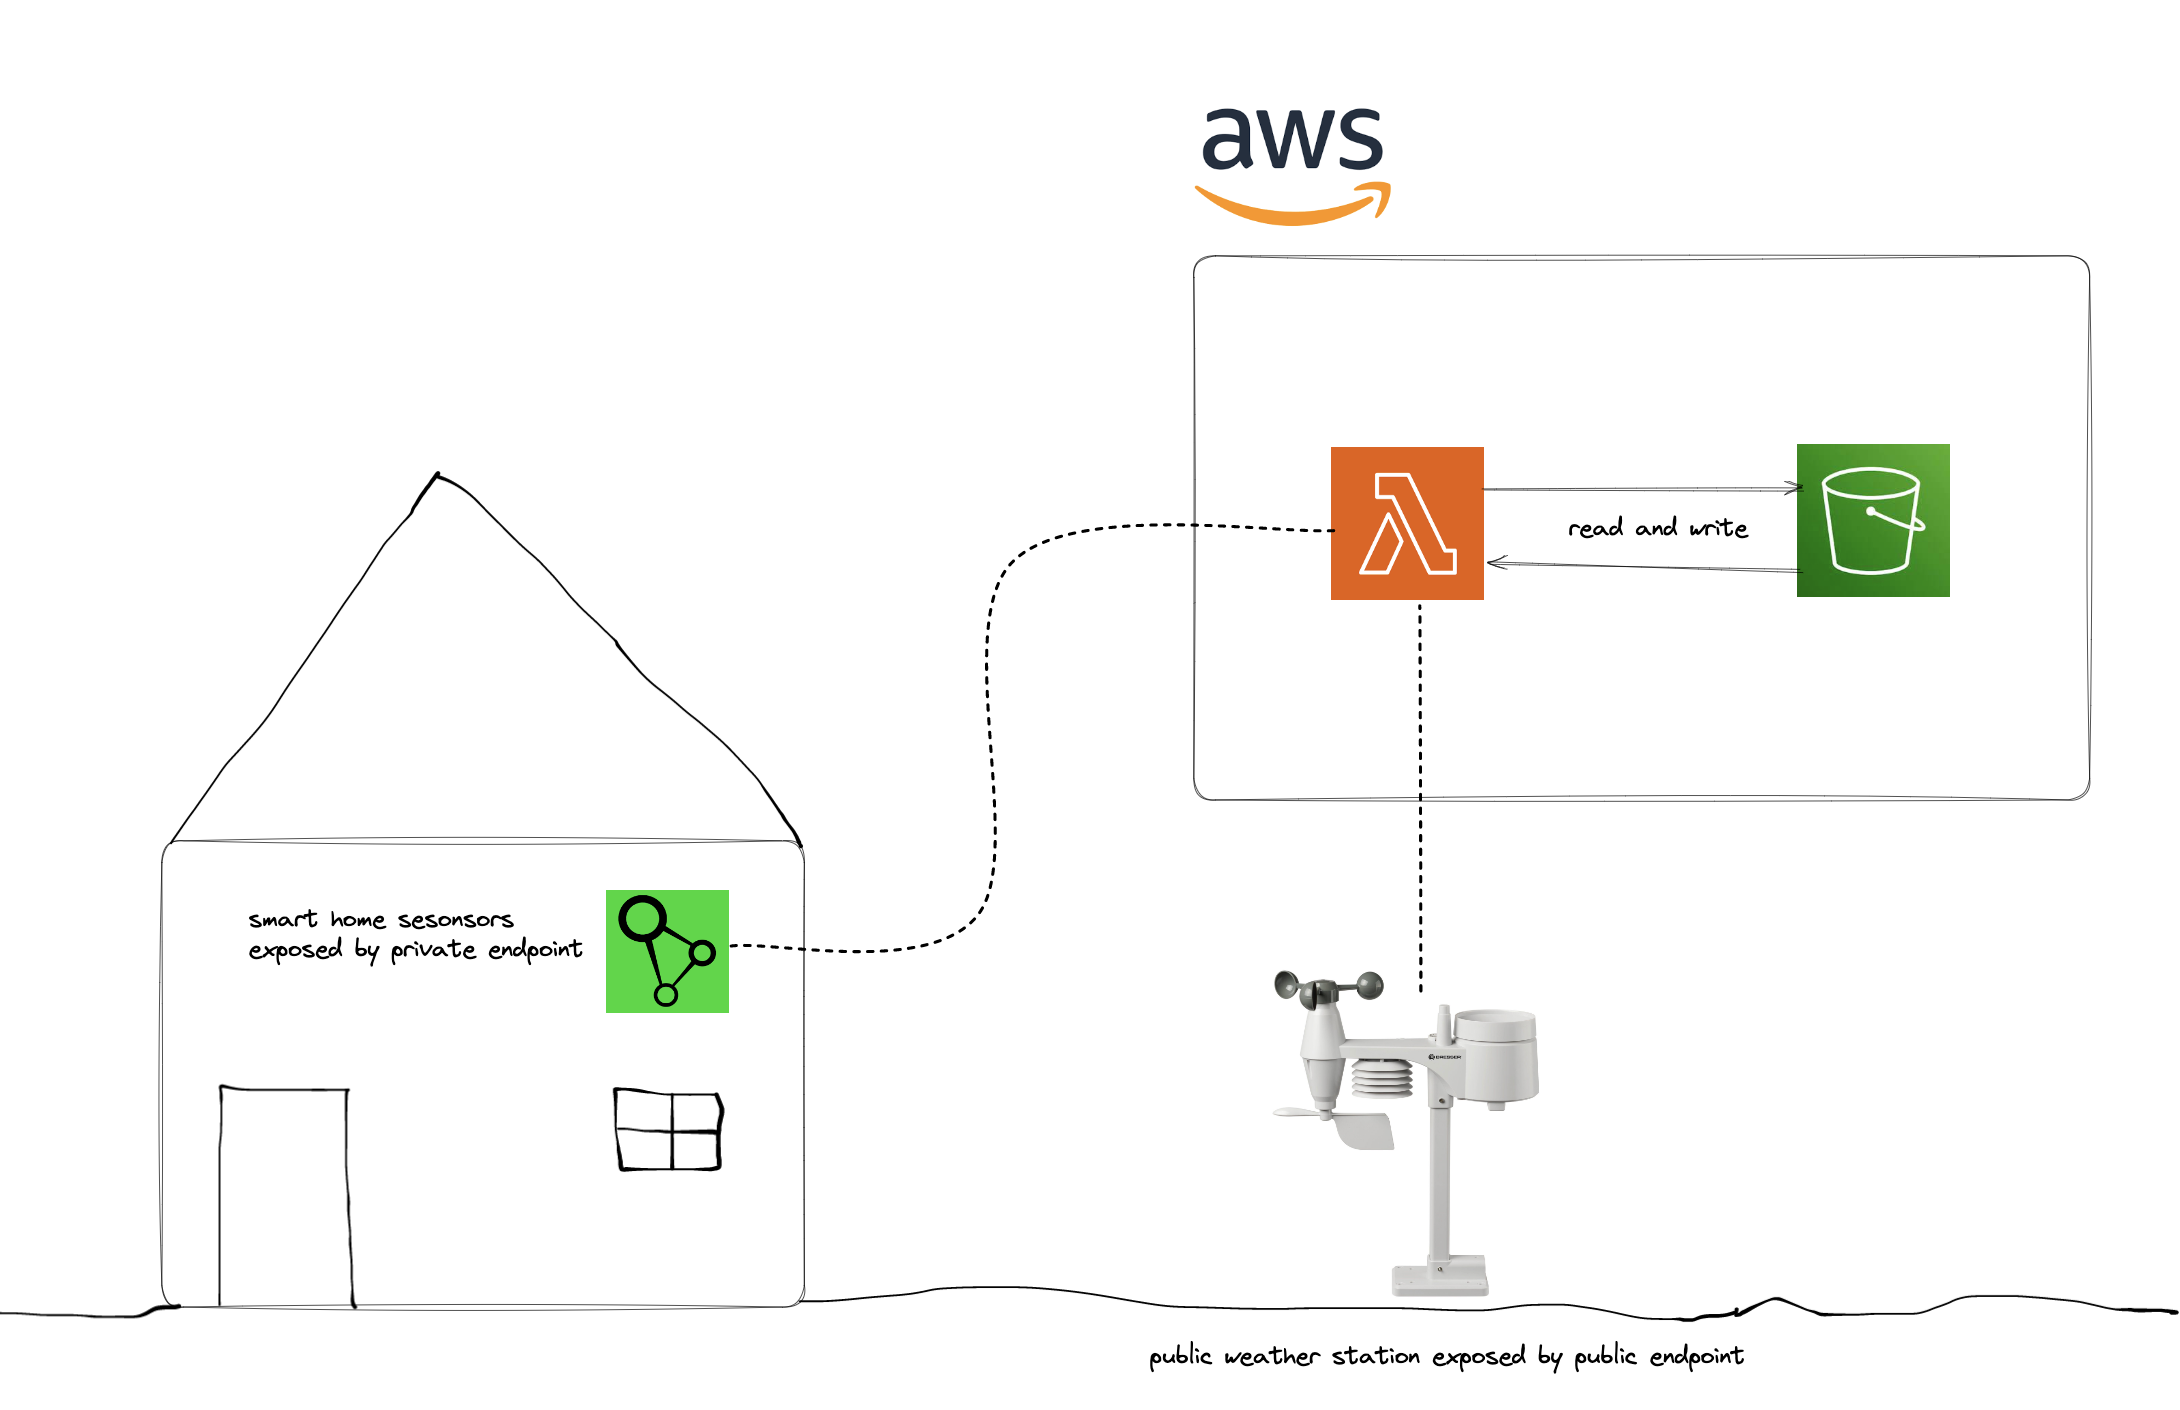 aws
read and write
smart home sesonsors
exposed by private endpoint
BRESSER
public weather station exposed by public endpoint